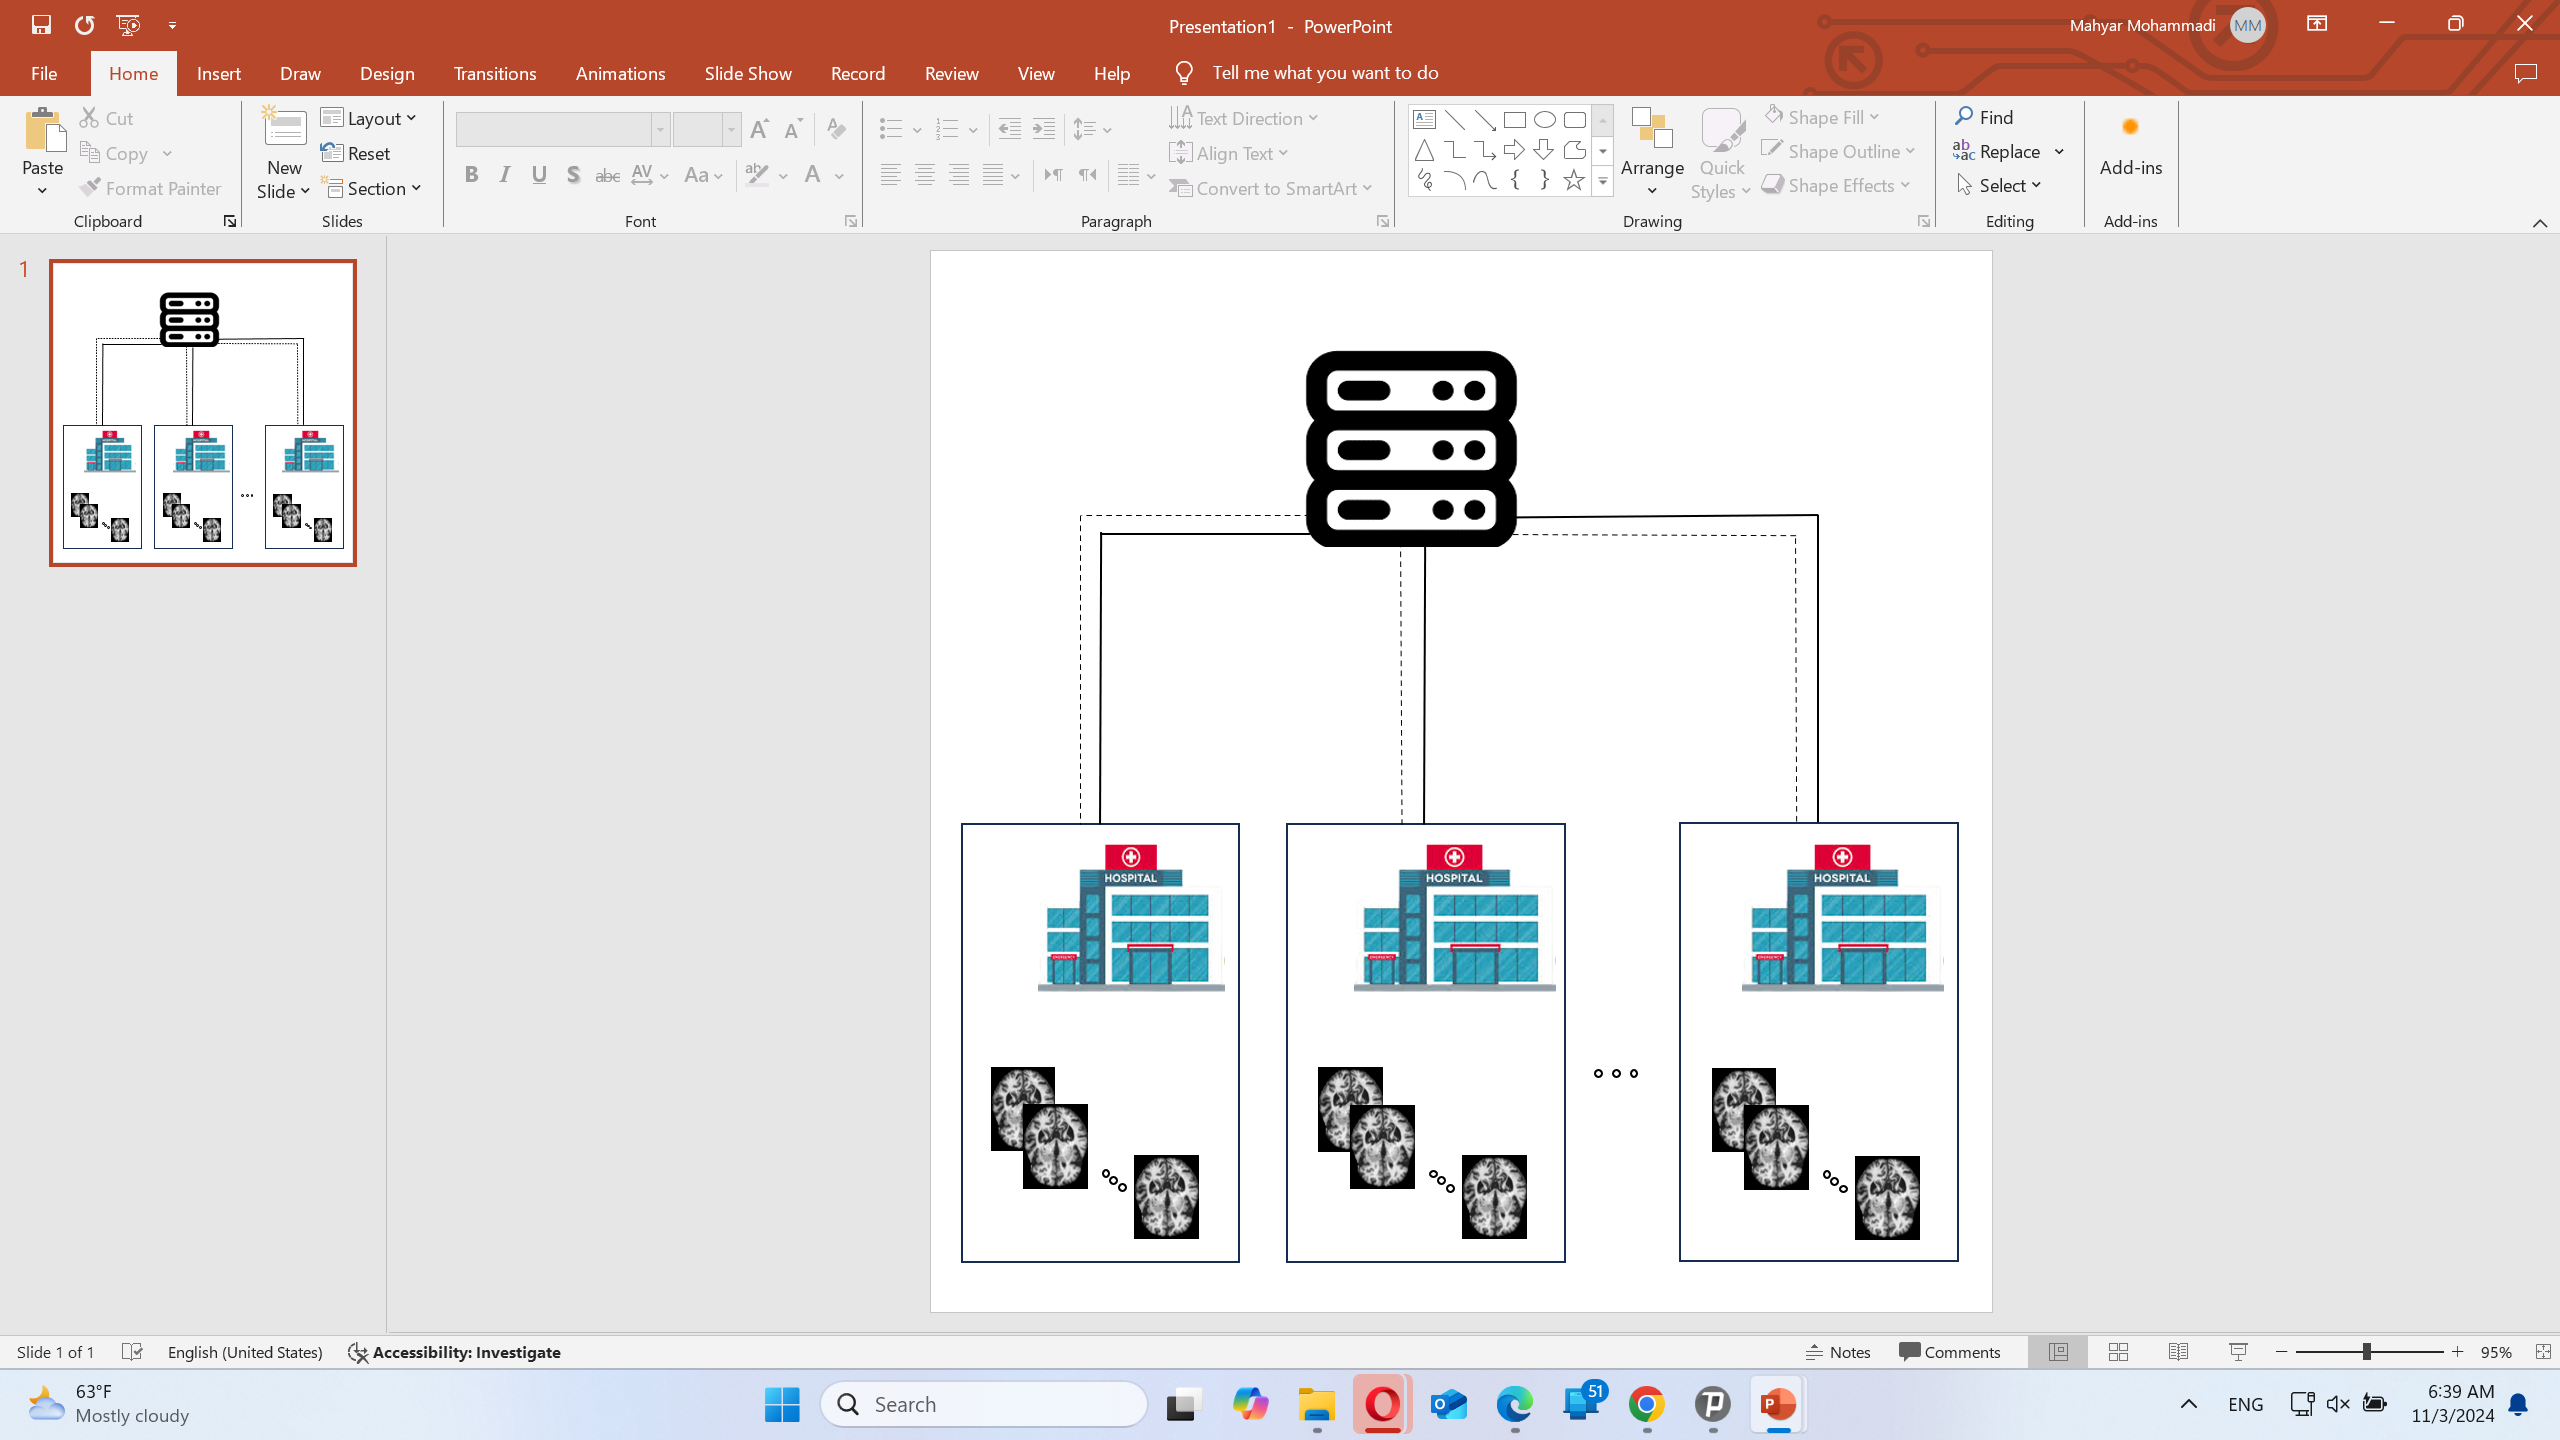 Presentation1 - PowerPoint
Mahyar Mohammadi MM
File Home Insert Draw Design Transitions Animations Slide Show Record Review View Help Tell me what you want to do
Paste
Cut
Copy
Format Painter
Clipboard
New Slide
Layout
Reset
Section
Slides
Font
Text Direction
Align Text
Convert to SmartArt
Paragraph
Arrange
Quick Styles
Shape Fill
Shape Outline
Shape Effects
Drawing
Find
Replace
Select
Editing
Add-ins
Add-ins
1
HOSPITAL
HOSPITAL
HOSPITAL
EMERGENCY
EMERGENCY
EMERGENCY
Slide 1 of 1 English (United States) Accessibility: Investigate Notes Comments 95%
63°F
Mostly cloudy
Search
51
ENG
6:39 AM
11/3/2024